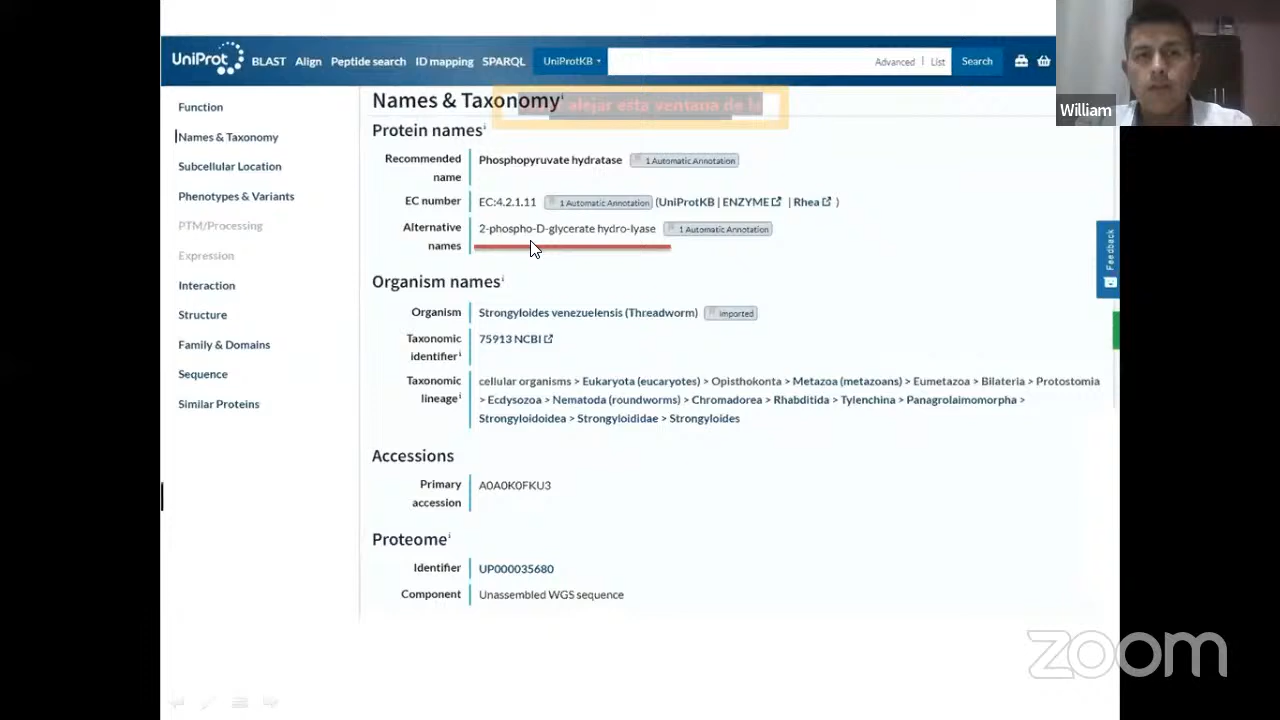 UniProt BLAST Align Peptide search ID mapping SPARQL UniProtKB Advanced | List Search
William
Function
Names & Taxonomy
Subcellular Location
Phenotypes & Variants
PTM/Processing
Expression
Interaction
Structure
Family & Domains
Sequence
Similar Proteins
Names & Taxonomy i
alejar esta ventana de l
Protein names i
Recommended name Phosphopyruvate hydratase 1 Automatic Annotation
EC number EC:4.2.1.11 1 Automatic Annotation (UniProtKB | ENZYME | Rhea )
Alternative names 2-phospho-D-glycerate hydro-lyase 1 Automatic Annotation
Feedback
Organism names i
Organism Strongyloides venezuelensis (Threadworm) Imported
Taxonomic identifier i 75913 NCBI
Taxonomic lineage i cellular organisms > Eukaryota (eucaryotes) > Opisthokonta > Metazoa (metazoans) > Eumetazoa > Bilateria > Protostomia
> Ecdysozoa > Nematoda (roundworms) > Chromadorea > Rhabditida > Tylenchina > Panagrolaimomorpha >
Strongyloidoidea > Strongyloididae > Strongyloides
Accessions
Primary accession A0A0K0FKU3
Proteome i
Identifier UP000035680
Component Unassembled WGS sequence
zoom